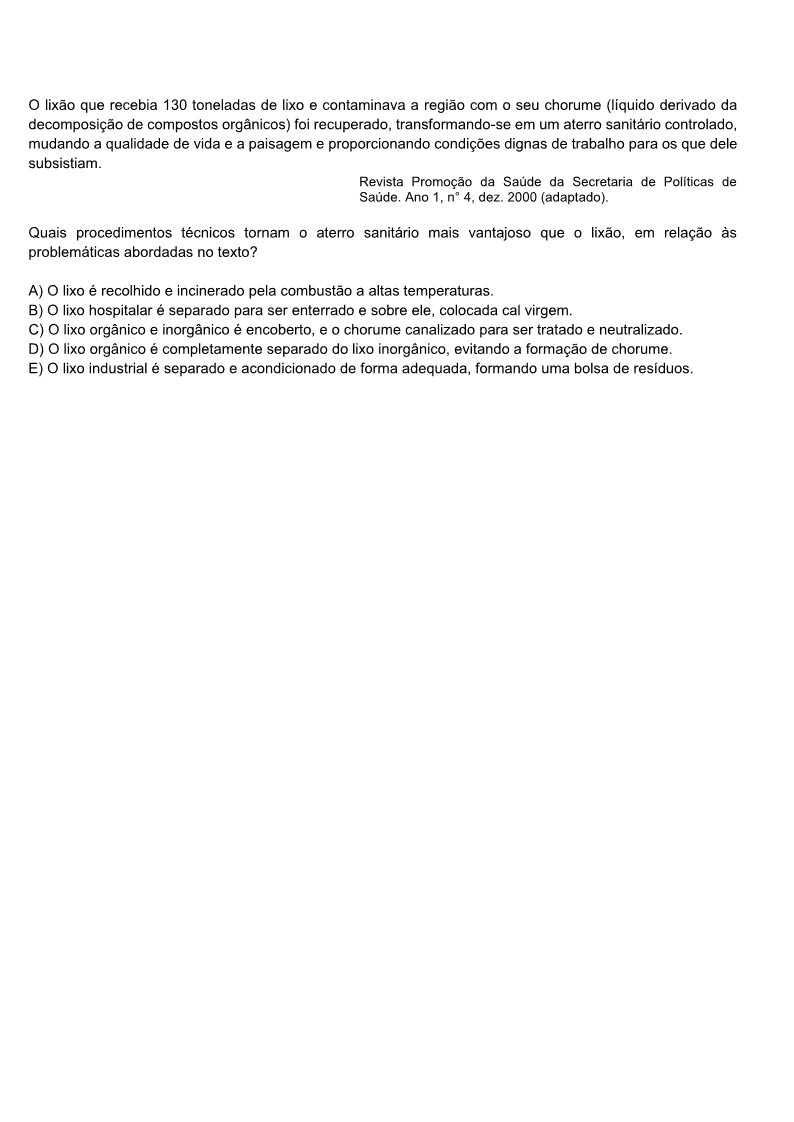 O lixão que recebia 130 toneladas de lixo e contaminava a região com o seu chorume (líquido derivado da
decomposição de compostos orgânicos) foi recuperado, transformando-se em um aterro sanitário controlado,
mudando a qualidade de vida e a paisagem e proporcionando condições dignas de trabalho para os que dele
subsistiam.
Revista Promoção da Saúde da Secretaria de Políticas de
Saúde. Ano 1, n° 4, dez. 2000 (adaptado).
Quais procedimentos técnicos tornam o aterro sanitário mais vantajoso que o lixão, em relação às
problemáticas abordadas no texto?
A) O lixo é recolhido e incinerado pela combustão a altas temperaturas.
B) O lixo hospitalar é separado para ser enterrado e sobre ele, colocada cal virgem.
C) O lixo orgânico e inorgânico é encoberto, e o chorume canalizado para ser tratado e neutralizado.
D) O lixo orgânico é completamente separado do lixo inorgânico, evitando a formação de chorume.
E) O lixo industrial é separado e acondicionado de forma adequada, formando uma bolsa de resíduos.